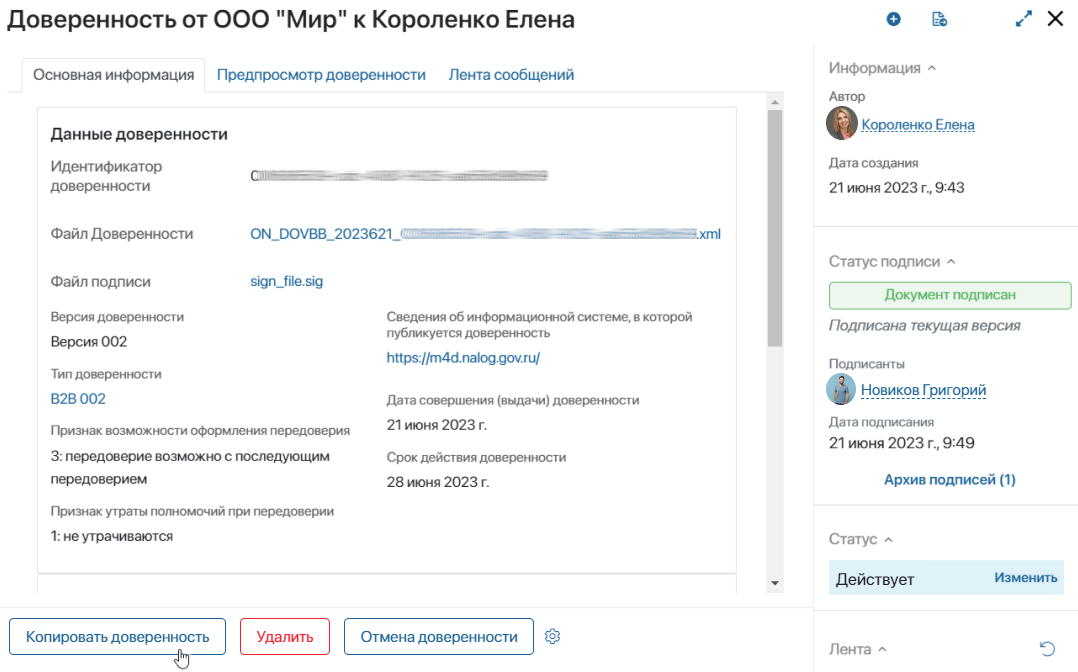 Доверенность от ООО "Мир" к Короленко Елена
Основная информация
Предпросмотр доверенности
Лента сообщений
Данные доверенности
Идентификатор
доверенности
Файл Доверенности
ON_DOVBB_2023621_
.xml
Файл подписи
sign_file.sig
Версия доверенности
Версия 002
Тип доверенности
B2B 002
Признак возможности оформления передоверия
3: передоверие возможно с последующим
передоверием
Признак утраты полномочий при передоверии
1: не утрачиваются
Сведения об информационной системе, в которой
публикуется доверенность
https://m4d.nalog.gov.ru/
Дата совершения (выдачи) доверенности
21 июня 2023 г.
Срок действия доверенности
28 июня 2023 г.
Копировать доверенность
Удалить
Отмена доверенности
Информация
Автор
Короленко Елена
Дата создания
21 июня 2023 г., 9:43
Статус подписи
Документ подписан
Подписана текущая версия
Подписанты
Новиков Григорий
Дата подписания
21 июня 2023 г., 9:49
Архив подписей (1)
Статус
Действует
Изменить
Лента